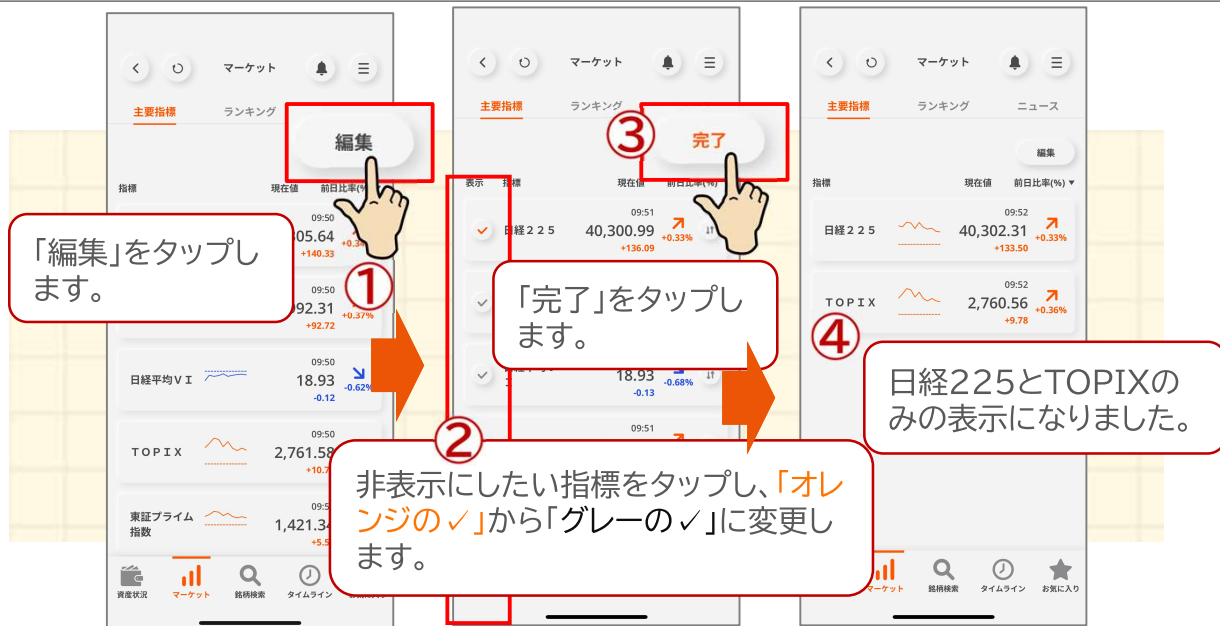 マーケット
主要指標
ランキング
編集
指標
現在値
前日比率(%)
09:50
+140.33
09:50
+0.37%
+92.72
日経平均VI
09:50
18.93
-0.62%
-0.12
TOPIX
09:50
2,761.58
東証プライム
指数
資産状況
マーケット
銘柄検索
タイムライン
「編集」をタップし
ます。
①
マーケット
主要指標
ランキング
③
完了
表示
指標
現在値
前日比率(%)
09:51
日経225
40,300.99
+0.33%
+136.09
18.93
-0.68%
-0.13
09:51
「完了」をタップし
ます。
②
非表示にしたい指標をタップし、「オレ
ンジの✓」から「グレーの✓」に変更し
ます。
マーケット
主要指標
ランキング
ニュース
編集
指標
現在値
前日比率(%)▼
09:52
日経225
40,302.31
+0.33%
+133.50
09:52
TOPIX
2,760.56
+0.36%
+9.78
④
日経225とTOPIXの
みの表示になりました。
マーケット
銘柄検索
タイムライン
お気に入り